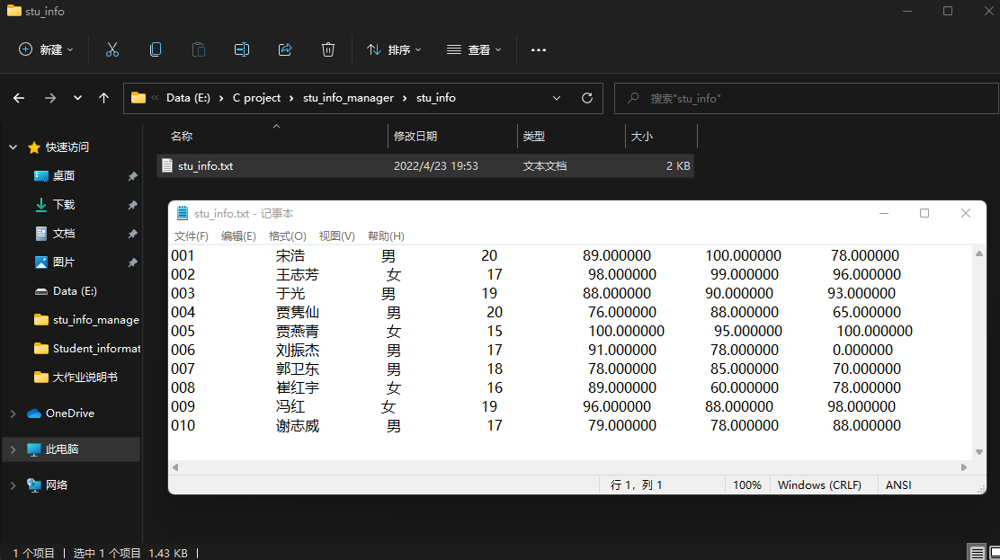 stu_info
新建 排序 查看
Data (E:) C project stu_info_manager stu_info 搜索"stu_info"
名称 修改日期 类型 大小
stu_info.txt 2022/4/23 19:53 文本文档 2 KB
快速访问
桌面
下载
文档
图片
Data (E:)
stu_info_manage
Student_informat
大作业说明书
OneDrive
此电脑
网络
stu_info.txt - 记事本
文件(F) 编辑(E) 格式(O) 视图(V) 帮助(H)
001 宋浩 男 20 89.000000 100.000000 78.000000
002 王志芳 女 17 98.000000 99.000000 96.000000
003 于光 男 19 88.000000 90.000000 93.000000
004 贾隽仙 男 20 76.000000 88.000000 65.000000
005 贾燕青 女 15 100.000000 95.000000 100.000000
006 刘振杰 男 17 91.000000 78.000000 0.000000
007 郭卫东 男 18 78.000000 85.000000 70.000000
008 崔红宇 女 16 89.000000 60.000000 78.000000
009 冯红 女 19 96.000000 88.000000 98.000000
010 谢志威 男 17 79.000000 78.000000 88.000000
行 1，列 1 100% Windows (CRLF) ANSI
1 个项目 | 选中 1 个项目 1.43 KB |